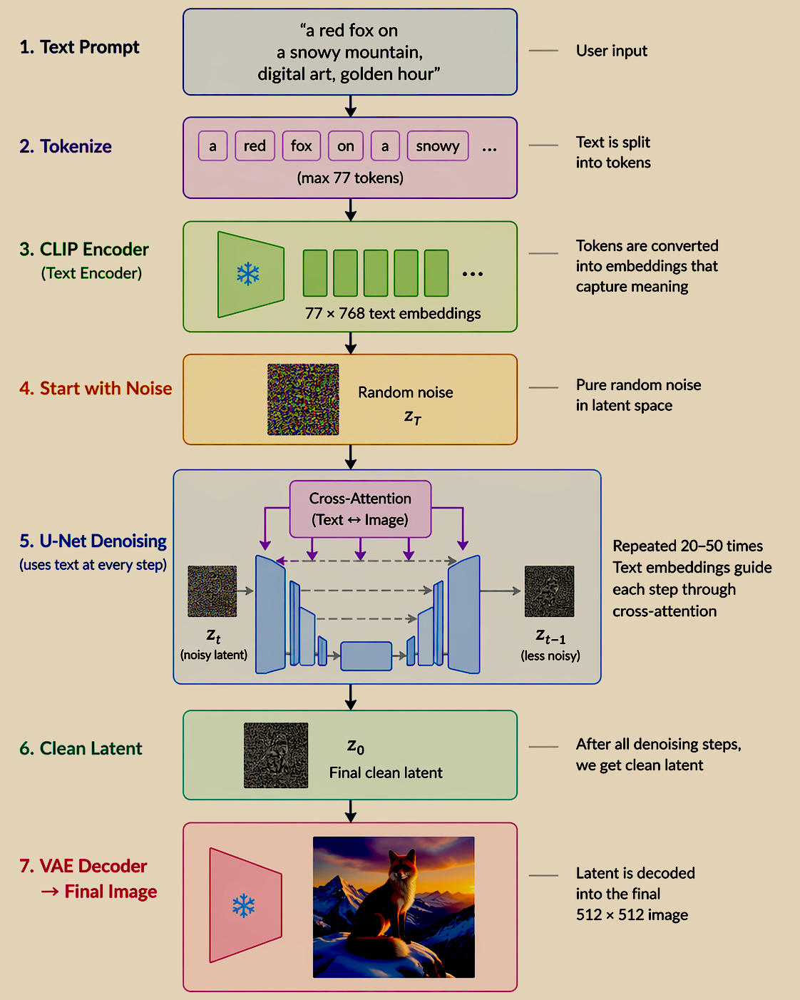 1. Text Prompt
“a red fox on
a snowy mountain,
digital art, golden hour”
User input
2. Tokenize
a red fox on a snowy ...
(max 77 tokens)
Text is split
into tokens
3. CLIP Encoder
(Text Encoder)
...
77 × 768 text embeddings
Tokens are converted
into embeddings that
capture meaning
4. Start with Noise
Random noise
z_T
Pure random noise
in latent space
5. U-Net Denoising
(uses text at every step)
Cross-Attention
(Text ↔ Image)
z_t
(noisy latent)
z_{t−1}
(less noisy)
Repeated 20–50 times
Text embeddings guide
each step through
cross-attention
6. Clean Latent
z_0
Final clean latent
After all denoising steps,
we get clean latent
7. VAE Decoder
→ Final Image
Latent is decoded
into the final
512 × 512 image